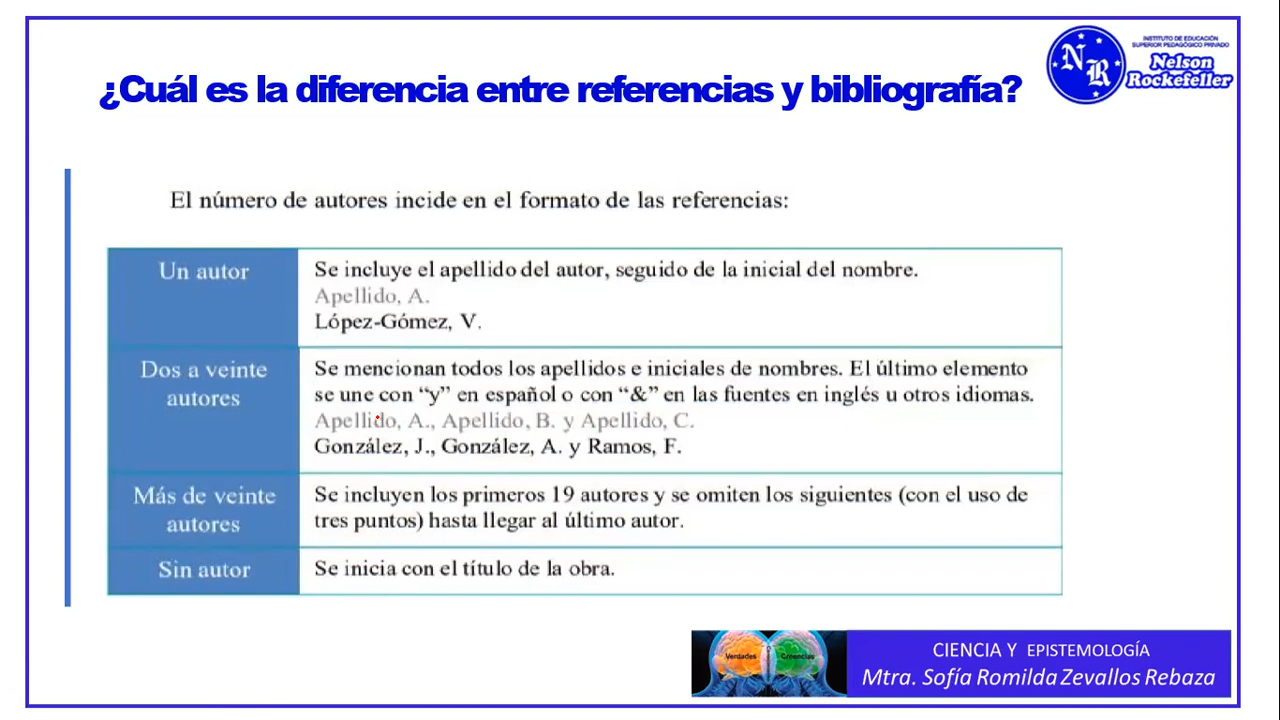 INSTITUTO DE EDUCACIÓN
SUPERIOR PEDAGÓGICO PRIVADO
Nelson
Rockefeller
NR
¿Cuál es la diferencia entre referencias y bibliografía?
El número de autores incide en el formato de las referencias:
Un autor
Se incluye el apellido del autor, seguido de la inicial del nombre.
Apellido, A.
López-Gómez, V.
Dos a veinte
autores
Se mencionan todos los apellidos e iniciales de nombres. El último elemento
se une con “y” en español o con “&” en las fuentes en inglés u otros idiomas.
Apellido, A., Apellido, B. y Apellido, C.
González, J., González, A. y Ramos, F.
Más de veinte
autores
Se incluyen los primeros 19 autores y se omiten los siguientes (con el uso de
tres puntos) hasta llegar al último autor.
Sin autor
Se inicia con el título de la obra.
Verdades
Creencias
CIENCIA Y EPISTEMOLOGÍA
Mtra. Sofía Romilda Zevallos Rebaza